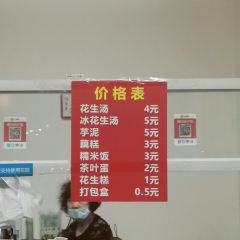 价格表
花生汤 4元
冰花生汤 5元
芋泥 5元
藕糕 3元
糯米饭 3元
茶叶蛋 2元
花生糕 1元
打包盒 0.5元